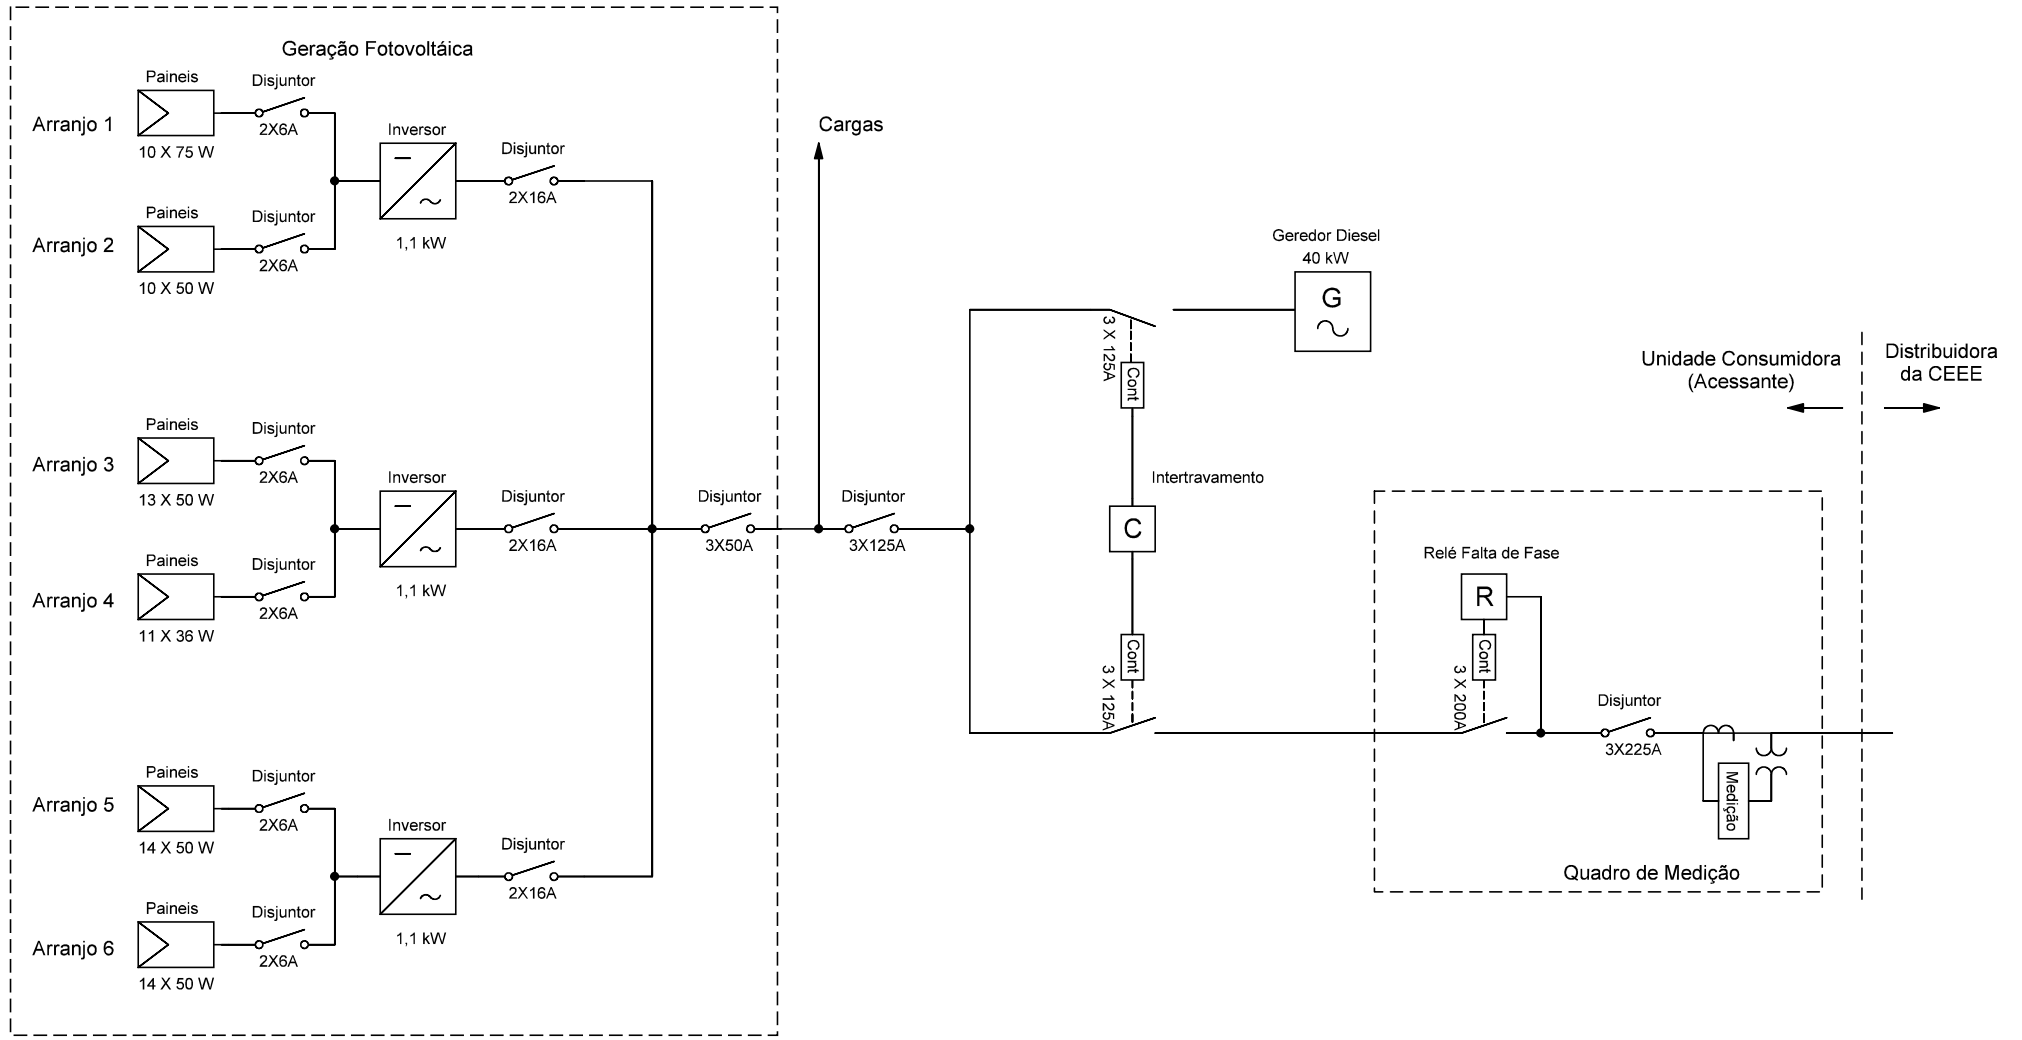 Geração Fotovoltáica
Arranjo 1
Paineis
10 X 75 W
Disjuntor
2X6A
Arranjo 2
Paineis
10 X 50 W
Disjuntor
2X6A
Inversor
1,1 kW
Disjuntor
2X16A
Arranjo 3
Paineis
13 X 50 W
Disjuntor
2X6A
Arranjo 4
Paineis
11 X 36 W
Disjuntor
2X6A
Inversor
1,1 kW
Disjuntor
2X16A
Arranjo 5
Paineis
14 X 50 W
Disjuntor
2X6A
Arranjo 6
Paineis
14 X 50 W
Disjuntor
2X6A
Inversor
1,1 kW
Disjuntor
2X16A
Disjuntor
3X50A
Cargas
Disjuntor
3X125A
Geredor Diesel
40 kW
G
3 X 125A
Cont
Intertravamento
C
Cont
3 X 125A
Relé Falta de Fase
R
Cont
3 X 200A
Disjuntor
3X225A
Medição
Quadro de Medição
Unidade Consumidora
(Acessante)
Distribuidora
da CEEE